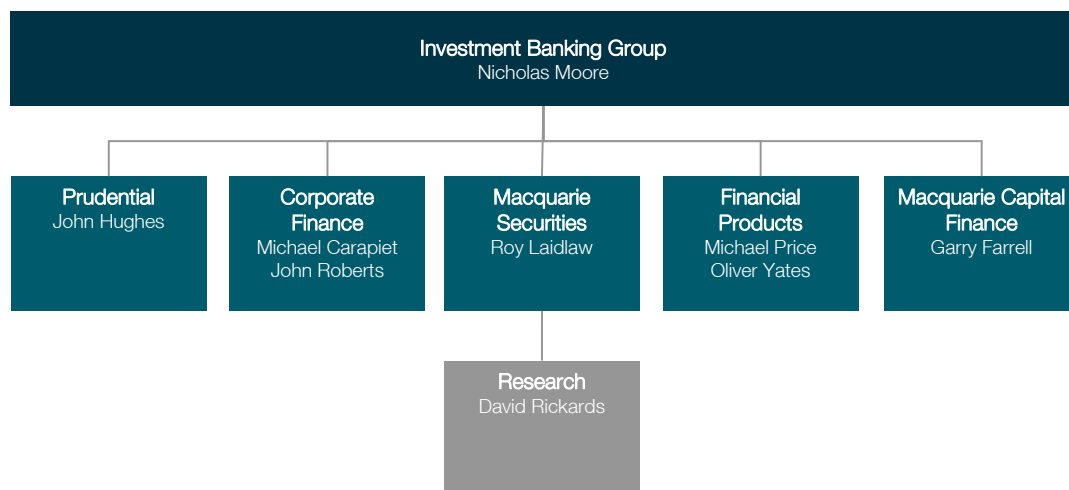 Investment Banking Group
Nicholas Moore
Prudential
John Hughes
Corporate
Finance
Michael Carapiet
John Roberts
Macquarie
Securities
Roy Laidlaw
Financial
Products
Michael Price
Oliver Yates
Macquarie Capital
Finance
Garry Farrell
Research
David Rickards